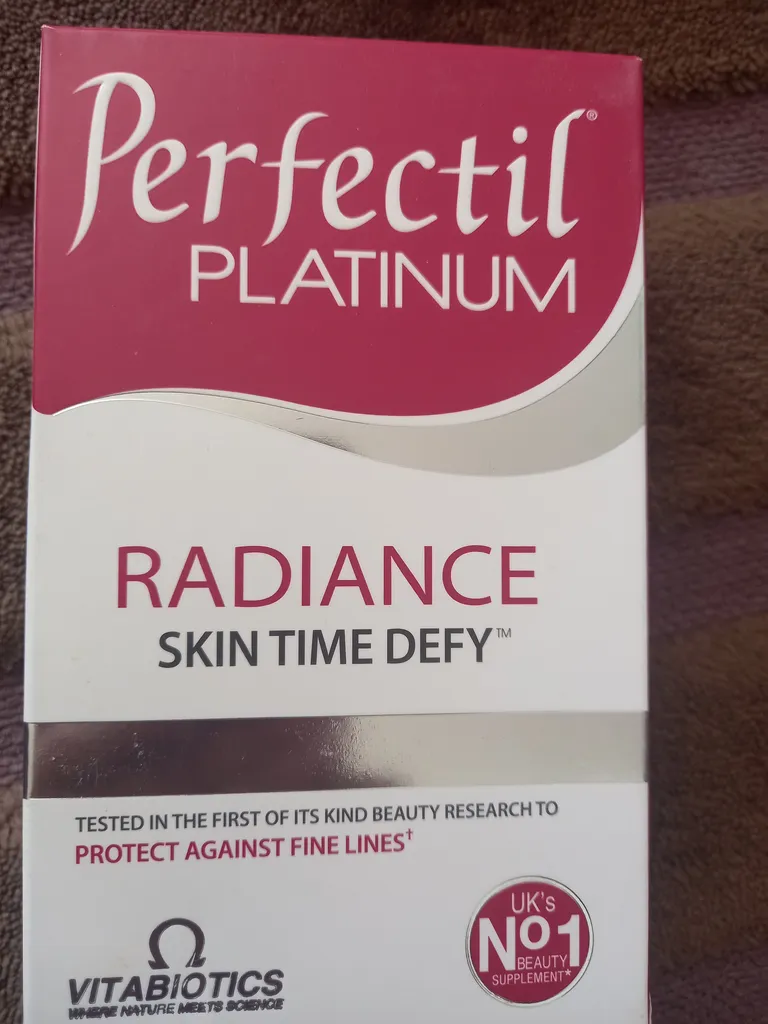 Perfectil®
PLATINUM
RADIANCE
SKIN TIME DEFY™
TESTED IN THE FIRST OF ITS KIND BEAUTY RESEARCH TO
PROTECT AGAINST FINE LINES†
VITABIOTICS
WHERE NATURE MEETS SCIENCE
UK's
No1
BEAUTY
SUPPLEMENT*